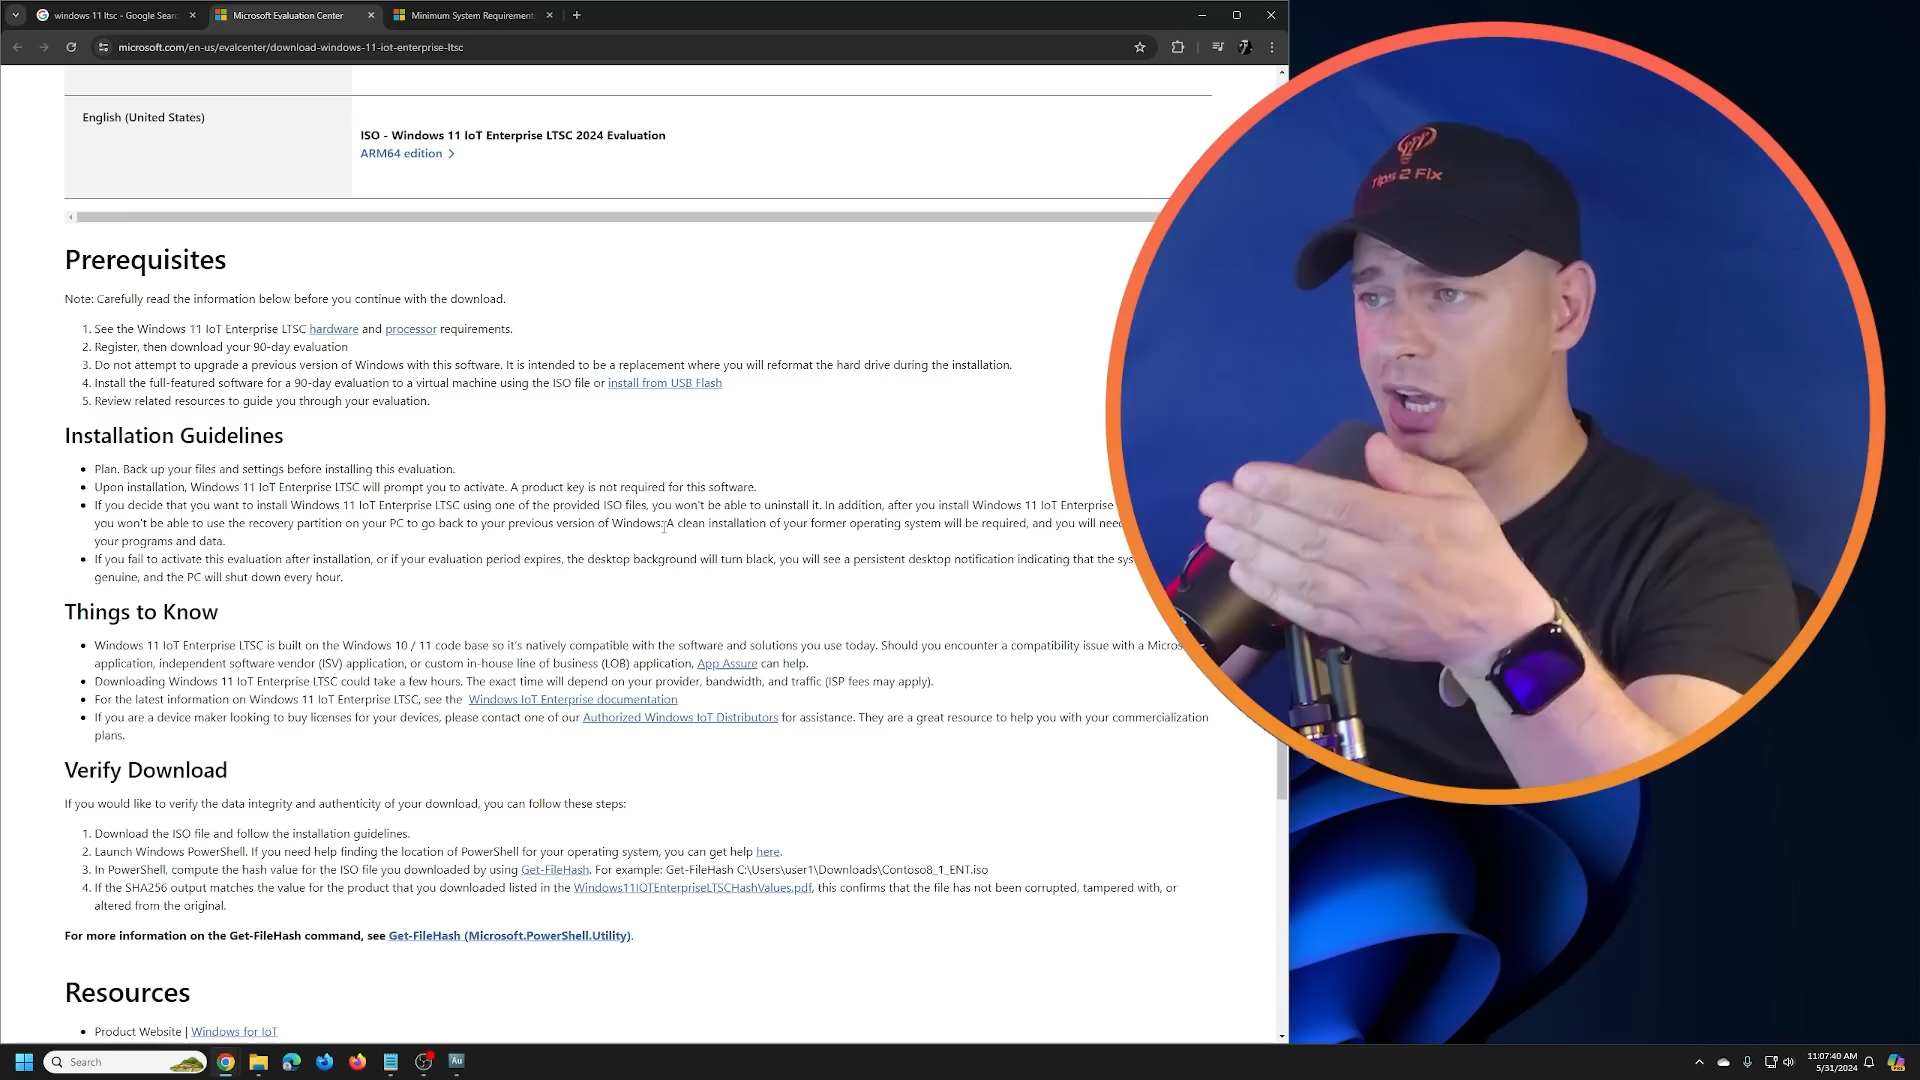 windows 11 ltsc - Google Sear
Microsoft Evaluation Center
Minimum System Requirement
microsoft.com/en-us/evalcenter/download-windows-11-iot-enterprise-ltsc
English (United States)
ISO - Windows 11 IoT Enterprise LTSC 2024 Evaluation
ARM64 edition
Prerequisites
Note: Carefully read the information below before you continue with the download.
1. See the Windows 11 IoT Enterprise LTSC hardware and processor requirements.
2. Register, then download your 90-day evaluation
3. Do not attempt to upgrade a previous version of Windows with this software. It is intended to be a replacement where you will reformat the hard drive during the installation.
4. Install the full-featured software for a 90-day evaluation to a virtual machine using the ISO file or install from USB Flash
5. Review related resources to guide you through your evaluation.
Installation Guidelines
Plan. Back up your files and settings before installing this evaluation.
Upon installation, Windows 11 IoT Enterprise LTSC will prompt you to activate. A product key is not required for this software.
If you decide that you want to install Windows 11 IoT Enterprise LTSC using one of the provided ISO files, you won't be able to uninstall it. In addition, after you install Windows 11 IoT Enterprise
you won't be able to use the recovery partition on your PC to go back to your previous version of Windows. A clean installation of your former operating system will be required, and you will need
your programs and data.
If you fail to activate this evaluation after installation, or if your evaluation period expires, the desktop background will turn black, you will see a persistent desktop notification indicating that the
genuine, and the PC will shut down every hour.
Things to Know
Windows 11 IoT Enterprise LTSC is built on the Windows 10 / 11 code base so it's natively compatible with the software and solutions you use today. Should you encounter a compatibility issue with a Micros
application, independent software vendor (ISV) application, or custom in-house line of business (LOB) application, App Assure can help.
Downloading Windows 11 IoT Enterprise LTSC could take a few hours. The exact time will depend on your provider, bandwidth, and traffic (ISP fees may apply).
For the latest information on Windows 11 IoT Enterprise LTSC, see the Windows IoT Enterprise documentation
If you are a device maker looking to buy licenses for your devices, please contact one of our Authorized Windows IoT Distributors for assistance. They are a great resource to help you with your commercialization
plans.
Verify Download
If you would like to verify the data integrity and authenticity of your download, you can follow these steps:
1. Download the ISO file and follow the installation guidelines.
2. Launch Windows PowerShell. If you need help finding the location of PowerShell for your operating system, you can get help here.
3. In PowerShell, compute the hash value for the ISO file you downloaded by using Get-FileHash. For example: Get-FileHash C:\Users\user1\Downloads\Contoso8_1_ENT.iso
4. If the SHA256 output matches the value for the product that you downloaded listed in the Windows11IOTEnterpriseLTSCHashValues.pdf, this confirms that the file has not been corrupted, tampered with, or
altered from the original.
For more information on the Get-FileHash command, see Get-FileHash (Microsoft.PowerShell.Utility).
Resources
Product Website | Windows for IoT
Tips 2 Fix
Search
Au
11:07:40 AM
5/31/2024